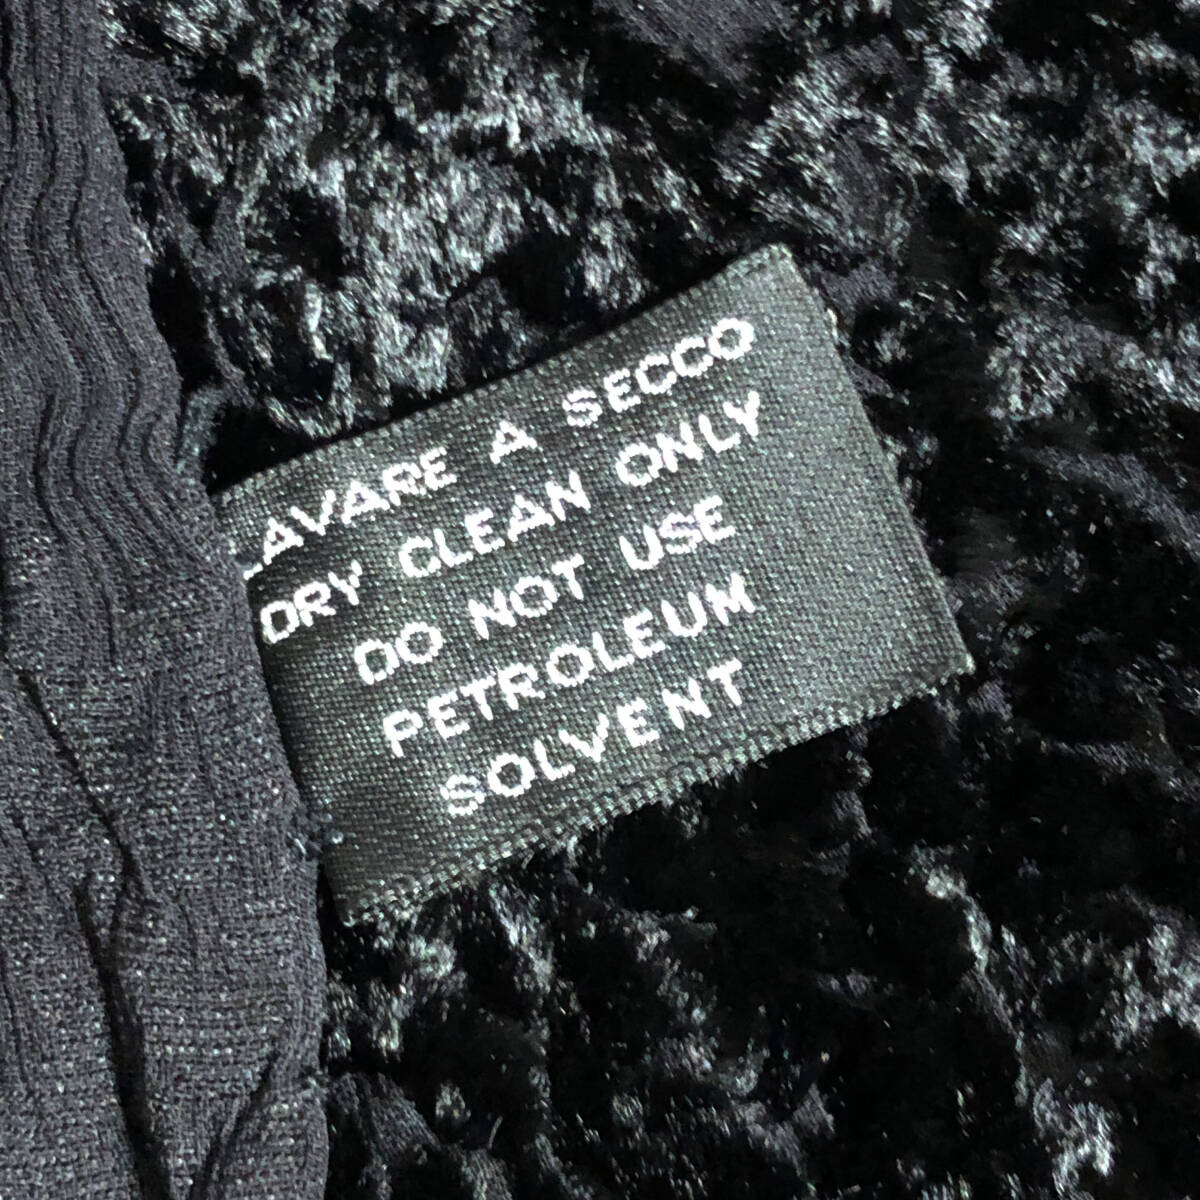 LAVARE A SECCO
DRY CLEAN ONLY
DO NOT USE
PETROLEUM
SOLVENT